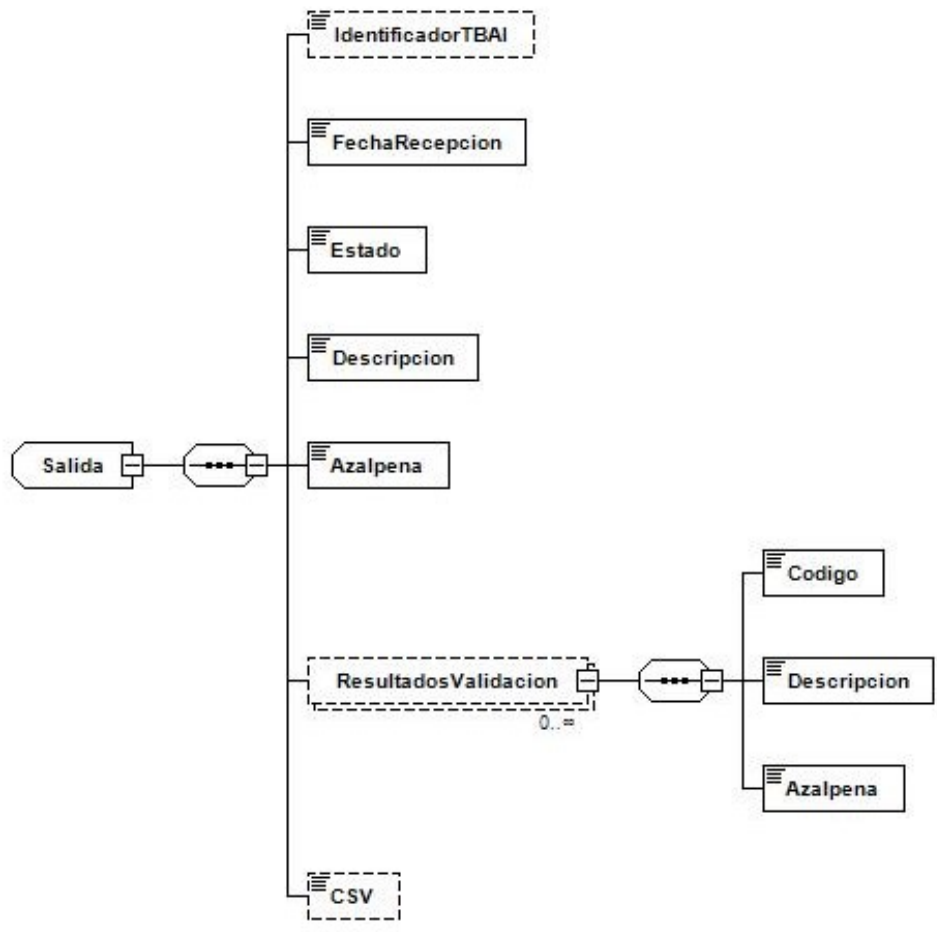 IdentificadorTBAI
FechaRecepcion
Estado
Descripcion
Salida
Azalpena
ResultadosValidacion
0..∞
Codigo
Descripcion
Azalpena
CSV